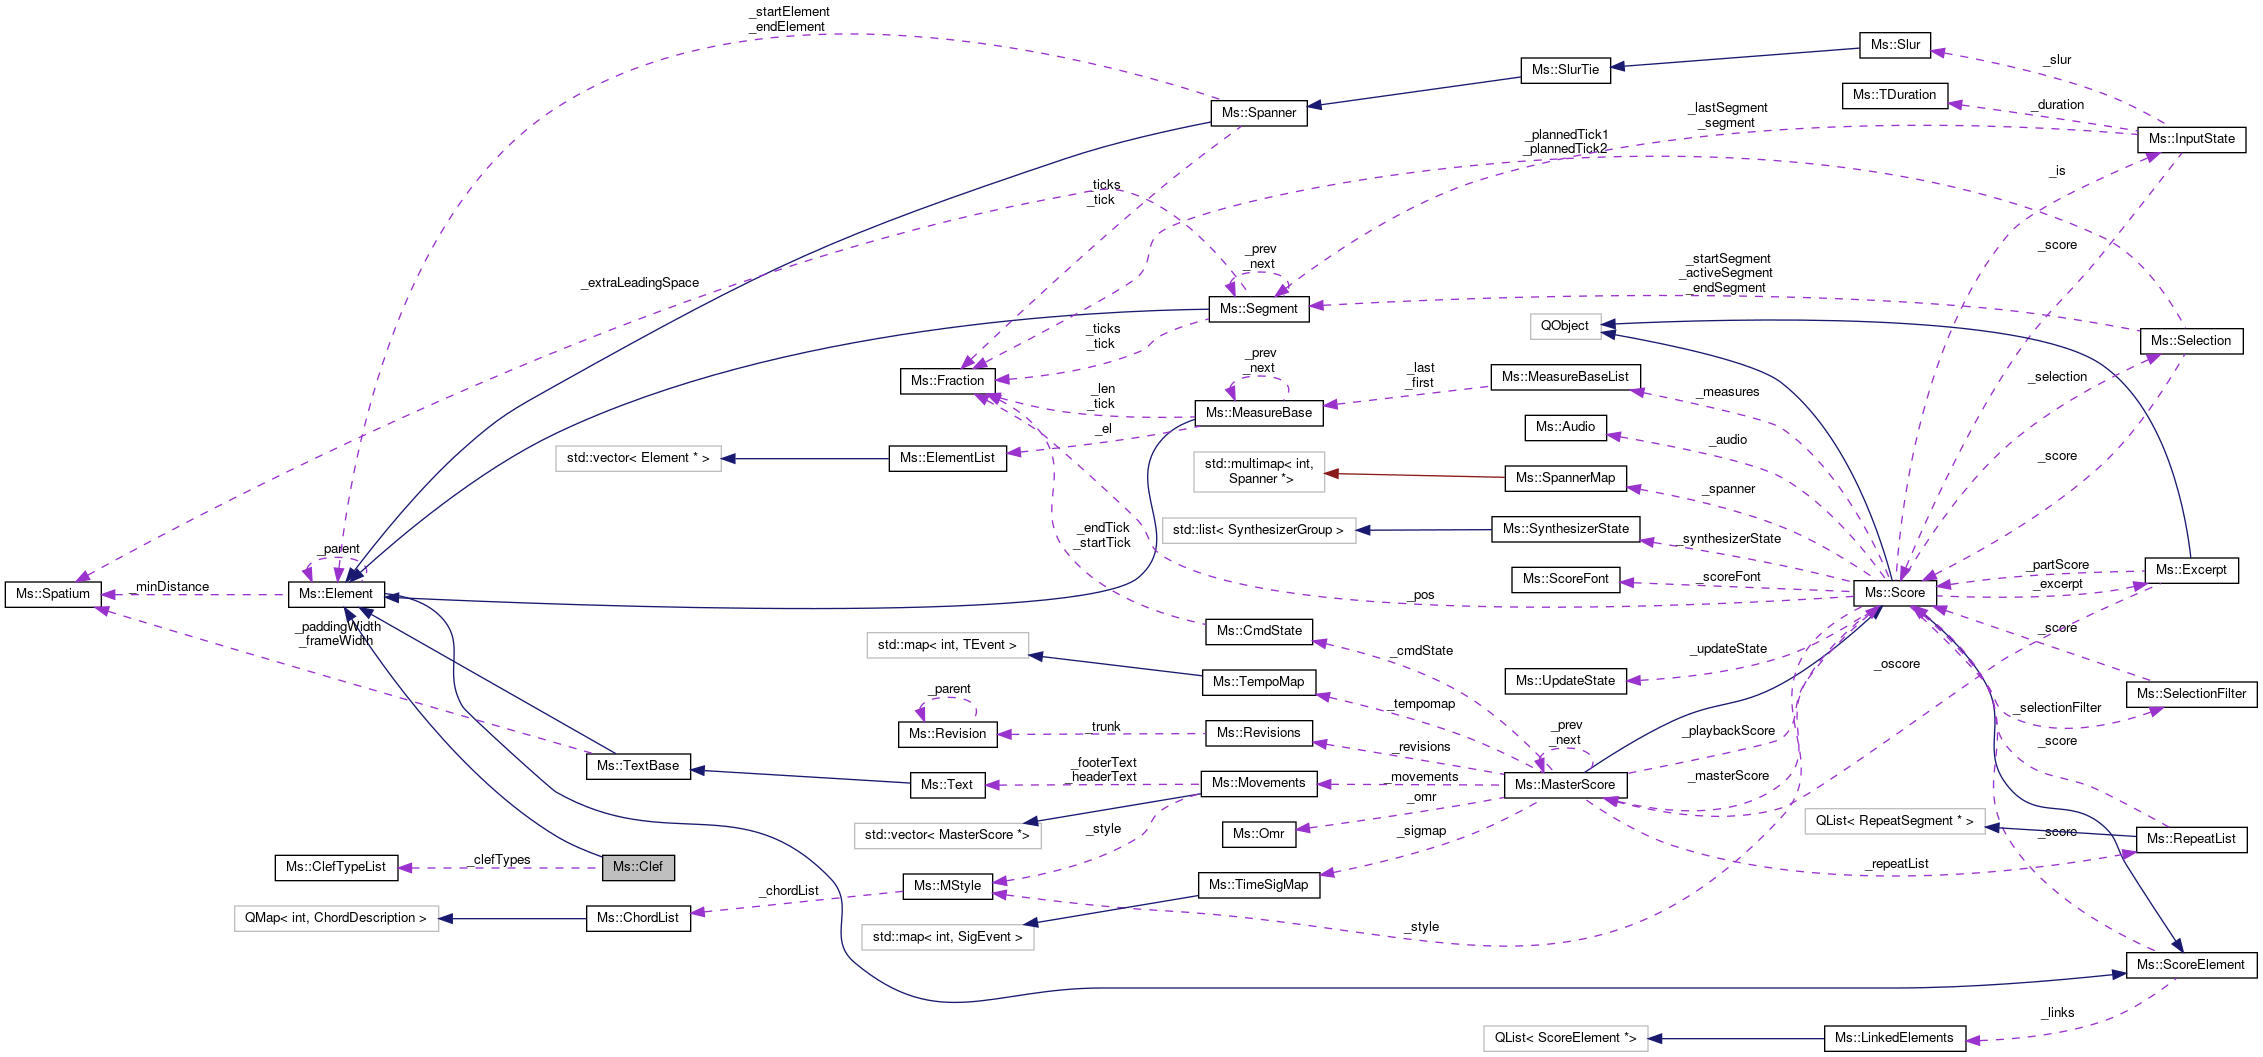 _startElement
_endElement
Ms::Slur
_slur
Ms::SlurTie
Ms::TDuration
_duration
Ms::Spanner
_lastSegment
_segment
_plannedTick1
_plannedTick2
Ms::InputState
_ticks
_tick
_is
_score
_prev
_next
_extraLeadingSpace
_startSegment
_activeSegment
_endSegment
Ms::Segment
QObject
_ticks
_tick
Ms::Selection
_prev
_next
_last
_first
Ms::Fraction
Ms::MeasureBaseList
_selection
_len
_tick
_measures
Ms::MeasureBase
_el
Ms::Audio
_audio
std::vector< Element * >
Ms::ElementList
std::multimap< int,
Spanner *>
Ms::SpannerMap
_spanner
_score
std::list< SynthesizerGroup >
Ms::SynthesizerState
_synthesizerState
_endTick
_startTick
_parent
Ms::ScoreFont
_scoreFont
_partScore
Ms::Excerpt
_excerpt
Ms::Spatium
_minDistance
Ms::Element
_pos
Ms::Score
_paddingWidth
_frameWidth
std::map< int, TEvent >
Ms::CmdState
_cmdState
_updateState
_score
_oscore
Ms::TempoMap
Ms::UpdateState
Ms::SelectionFilter
_parent
_tempomap
_selectionFilter
Ms::Revision
_trunk
Ms::Revisions
_revisions
_prev
_next
_playbackScore
_score
Ms::TextBase
_footerText
_headerText
Ms::Text
Ms::Movements
_movements
Ms::MasterScore
_masterScore
_omr
std::vector< MasterScore *>
_style
Ms::Omr
_sigmap
QList< RepeatSegment * >
_score
Ms::RepeatList
Ms::ClefTypeList
_clefTypes
Ms::Clef
_repeatList
_chordList
Ms::MStyle
Ms::TimeSigMap
QMap< int, ChordDescription >
Ms::ChordList
std::map< int, SigEvent >
_style
Ms::ScoreElement
_links
QList< ScoreElement *>
Ms::LinkedElements